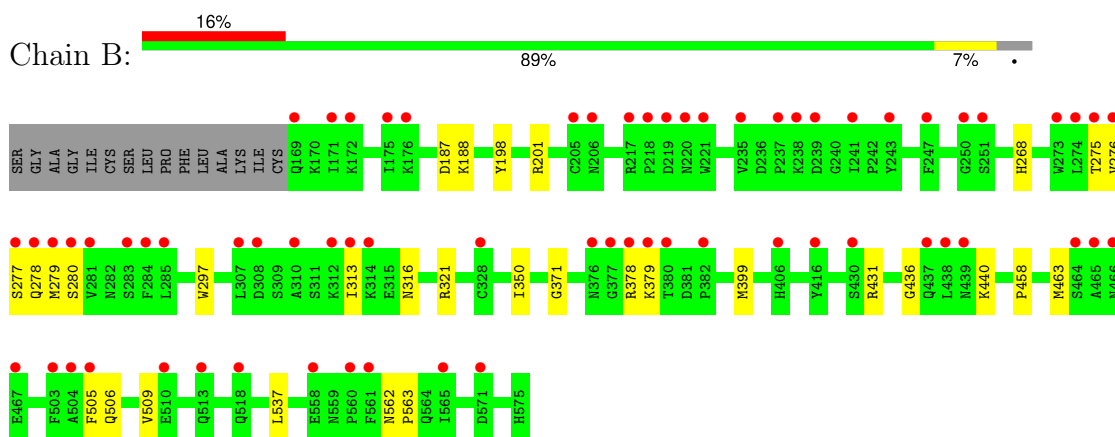 16%
Chain B:
89% 7% •
SER GLY ALA GLY ILE CYS SER LEU PRO PHE LEU ALA LYS ILE CYS Q169 K170 I171 K172 I175 K176 D187 K188 Y198 R201 C205 N206 R217 P218 D219 N220 W221 V235 D236 P237 K238 D239 G240 I241 P242 Y243 F247 G250 S251 H268 W273 L274 T275 V276
S277 Q278 M279 S280 V281 N282 S283 F284 L285 W297 L307 D308 S309 A310 S311 K312 I313 K314 E315 N316 R321 C328 I350 G371 N376 G377 R378 K379 T380 D381 P382 M399 H406 Y416 S430 R431 G436 Q437 L438 N439 K440 P458 M463 S464 A465 N466
E467 F503 A504 F505 Q506 V509 E510 Q513 Q518 L537 E558 N559 P560 F561 N562 P563 Q564 I565 D571 H575